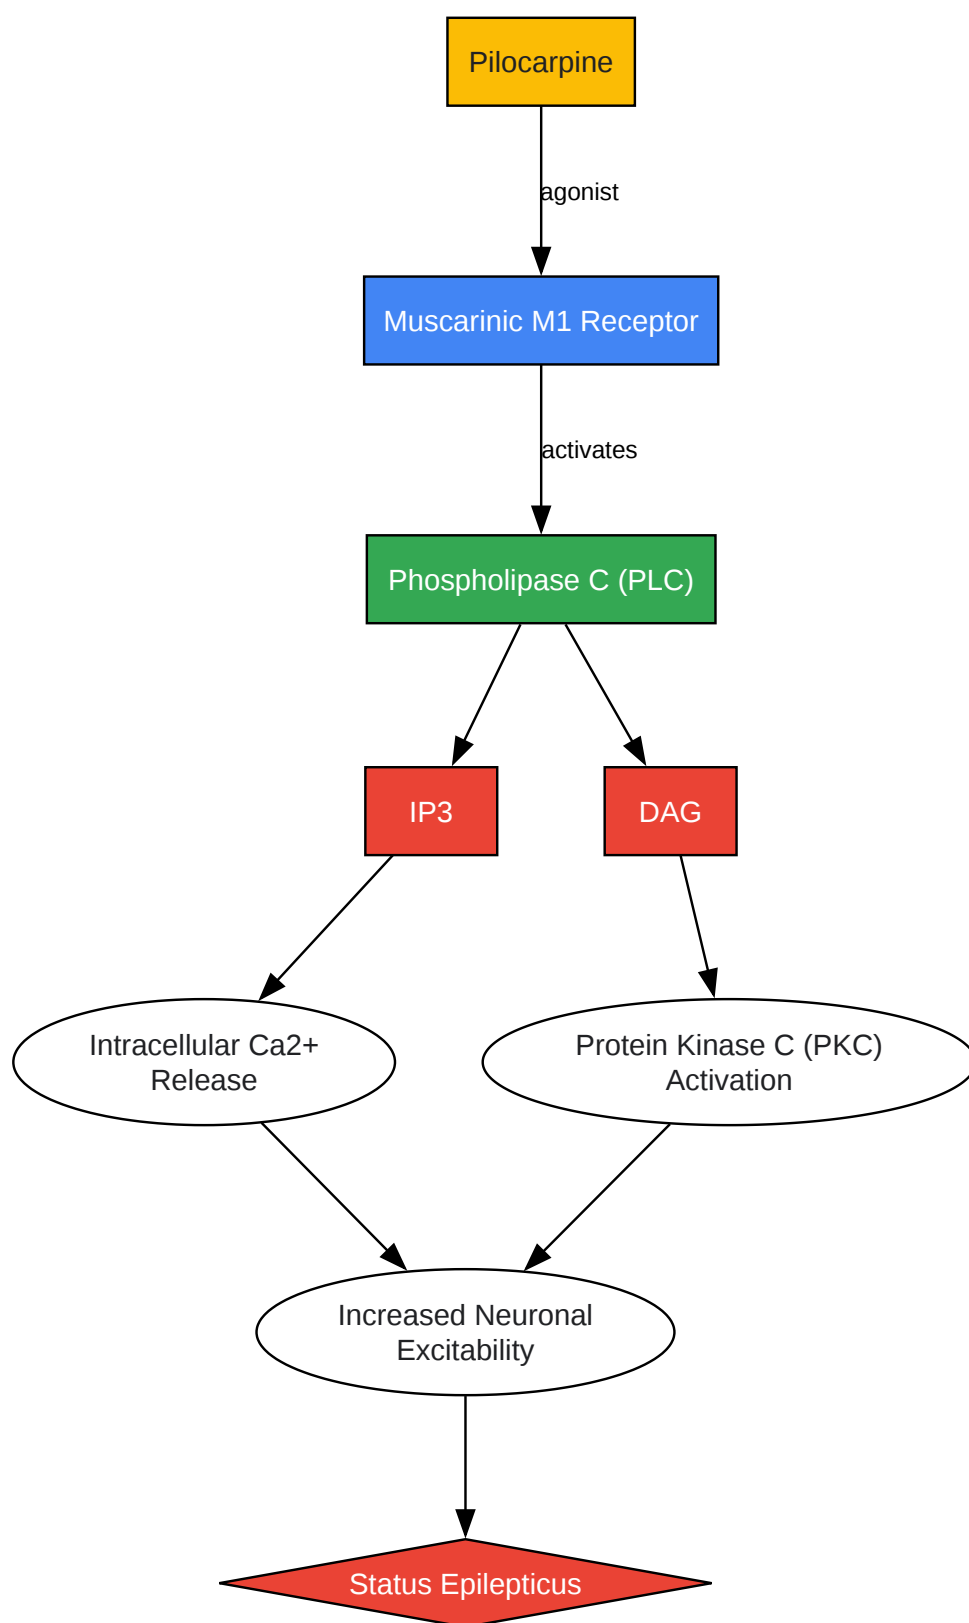 Pilocarpine
agonist
Muscarinic M1 Receptor
activates
Phospholipase C (PLC)
IP3
DAG
Intracellular Ca2+
Release
Protein Kinase C (PKC)
Activation
Increased Neuronal
Excitability
Status Epilepticus